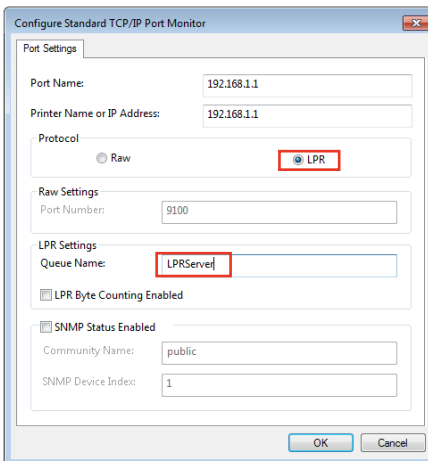 Configure Standard TCP/IP Port Monitor
Port Settings
Port Name: 192.168.1.1
Printer Name or IP Address: 192.168.1.1
Protocol
Raw LPR
Raw Settings
Port Number: 9100
LPR Settings
Queue Name: LPRServer
LPR Byte Counting Enabled
SNMP Status Enabled
Community Name: public
SNMP Device Index: 1
OK Cancel